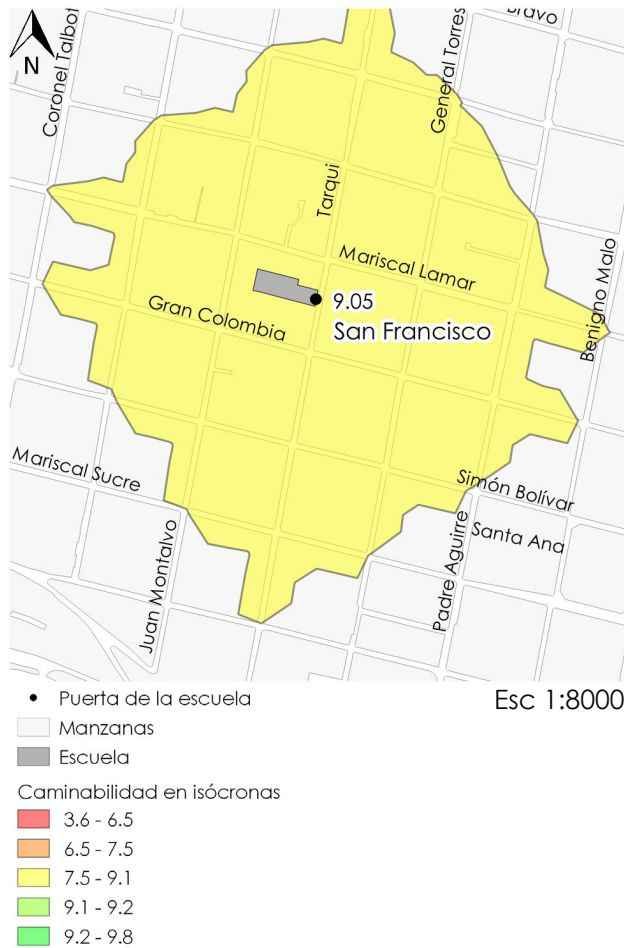 Bravo
Coronel Talbot
General Torres
N
Tarqui
Mariscal Lamar
Benigno Malo
9.05
Gran Colombia
San Francisco
Mariscal Sucre
Simón Bolívar
Santa Ana
Juan Montalvo
Padre Aguirre
Puerta de la escuela
Esc 1:8000
Manzanas
Escuela
Caminabilidad en isócronas
3.6 - 6.5
6.5 - 7.5
7.5 - 9.1
9.1 - 9.2
9.2 - 9.8